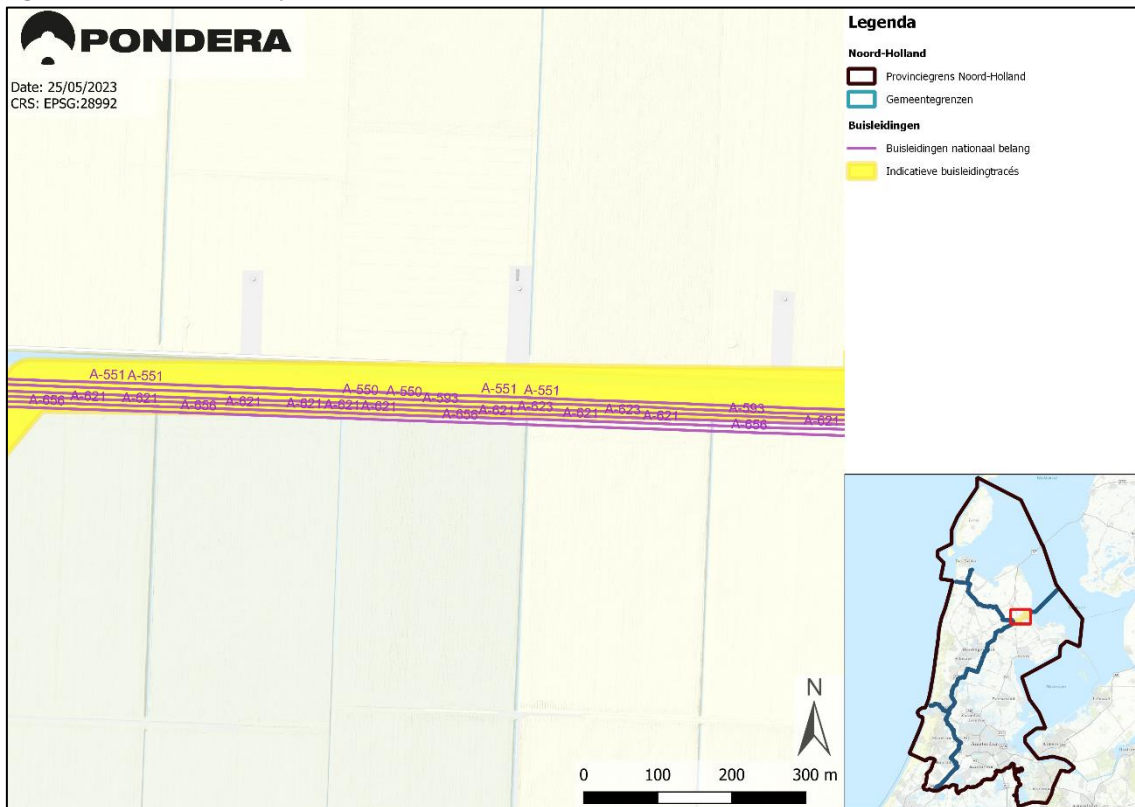 PONDERA
Date: 25/05/2023
CRS: EPSG:28992
A-551 A-551
A-550 A-550
A-593
A-551 A-551
A-593
A-656 A-621 A-621 A-656 A-621 A-621 A-621 A-621 A-656 A-621 A-623 A-621 A-623 A-621 A-656 A-621
N
0 100 200 300 m
Legenda
Noord-Holland
Provinciegrens Noord-Holland
Gemeentegrenzen
Buisleidingen
Buisleidingen nationaal belang
Indicatieve buisleidingtracés